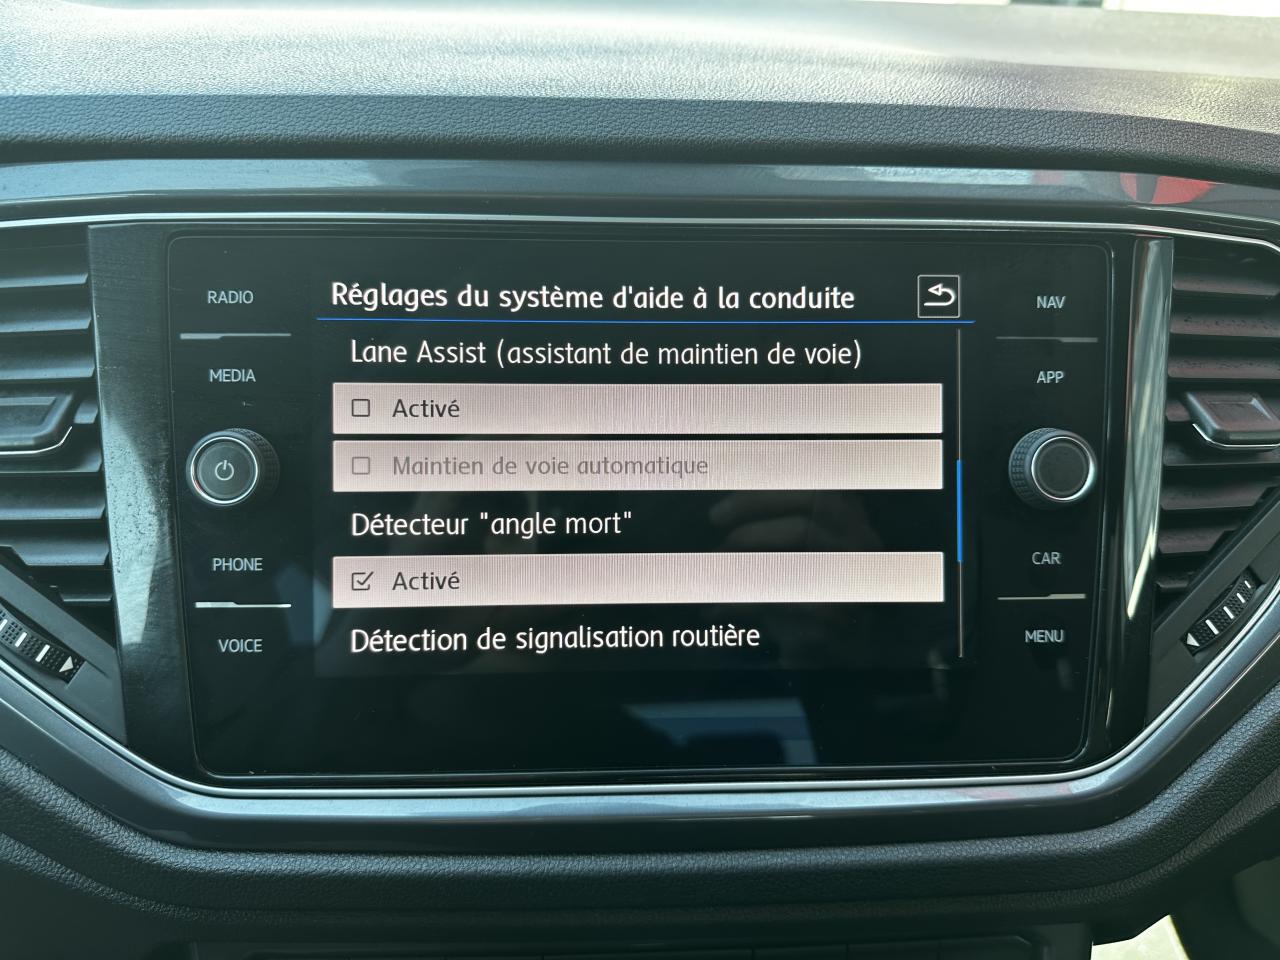 RADIO
MEDIA
PHONE
VOICE
Réglages du système d'aide à la conduite
Lane Assist (assistant de maintien de voie)
Activé
Maintien de voie automatique
Détecteur "angle mort"
Activé
Détection de signalisation routière
NAV
APP
CAR
MENU